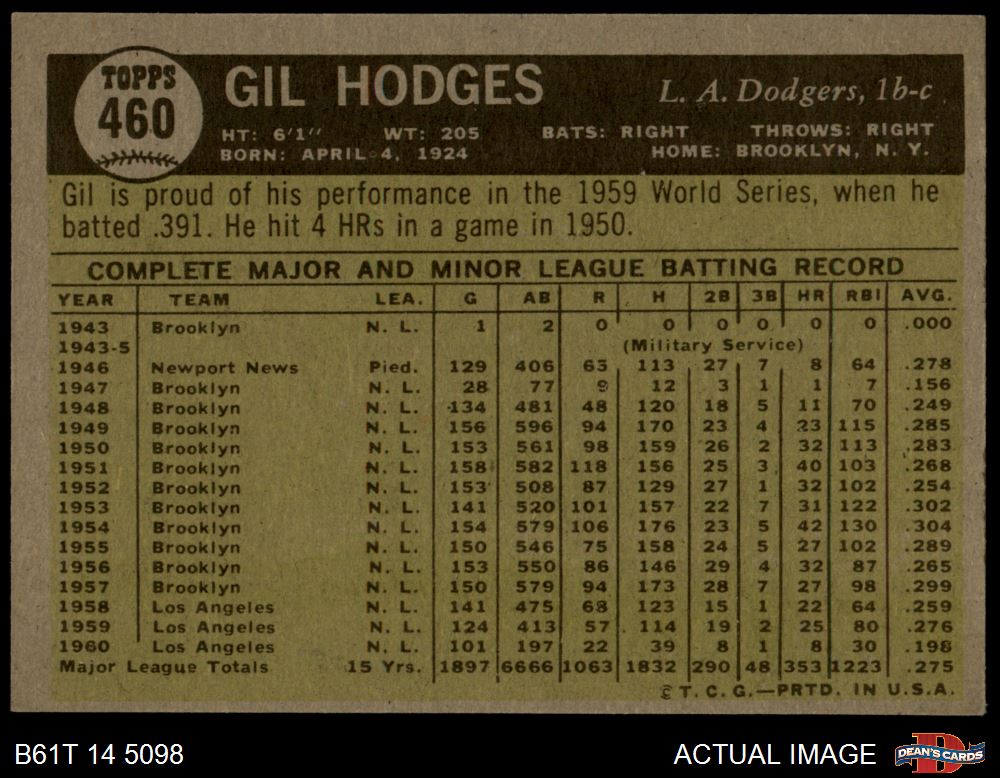 TOPPS
460
GIL HODGES
L. A. Dodgers, 1b-c
HT: 6'1" WT: 205 BATS: RIGHT THROWS: RIGHT
BORN: APRIL 4, 1924 HOME: BROOKLYN, N. Y.
Gil is proud of his performance in the 1959 World Series, when he
batted .391. He hit 4 HRs in a game in 1950.
COMPLETE MAJOR AND MINOR LEAGUE BATTING RECORD
YEAR TEAM LEA. G AB R H 2B 3B HR RBI AVG.
1943 Brooklyn N. L. 1 2 0 0 0 0 0 0 .000
1943-5 (Military Service)
1946 Newport News Pied. 129 406 63 113 27 7 8 64 .278
1947 Brooklyn N. L. 28 77 9 12 3 1 1 7 .156
1948 Brooklyn N. L. 134 481 48 120 18 5 11 70 .249
1949 Brooklyn N. L. 156 596 94 170 23 4 23 115 .285
1950 Brooklyn N. L. 153 561 98 159 26 2 32 113 .283
1951 Brooklyn N. L. 158 582 118 156 25 3 40 103 .268
1952 Brooklyn N. L. 153 508 87 129 27 1 32 102 .254
1953 Brooklyn N. L. 141 520 101 157 22 7 31 122 .302
1954 Brooklyn N. L. 154 579 106 176 23 5 42 130 .304
1955 Brooklyn N. L. 150 546 75 158 24 5 27 102 .289
1956 Brooklyn N. L. 153 550 86 146 29 4 32 87 .265
1957 Brooklyn N. L. 150 579 94 173 28 7 27 98 .299
1958 Los Angeles N. L. 141 475 68 123 15 1 22 64 .259
1959 Los Angeles N. L. 124 413 57 114 19 2 25 80 .276
1960 Los Angeles N. L. 101 197 22 39 8 1 8 30 .198
Major League Totals 15 Yrs. 1897 6666 1063 1832 290 48 353 1223 .275
© T. C. G.—PRTD. IN U.S.A.
B61T 14 5098 ACTUAL IMAGE
DEAN'S CARDS